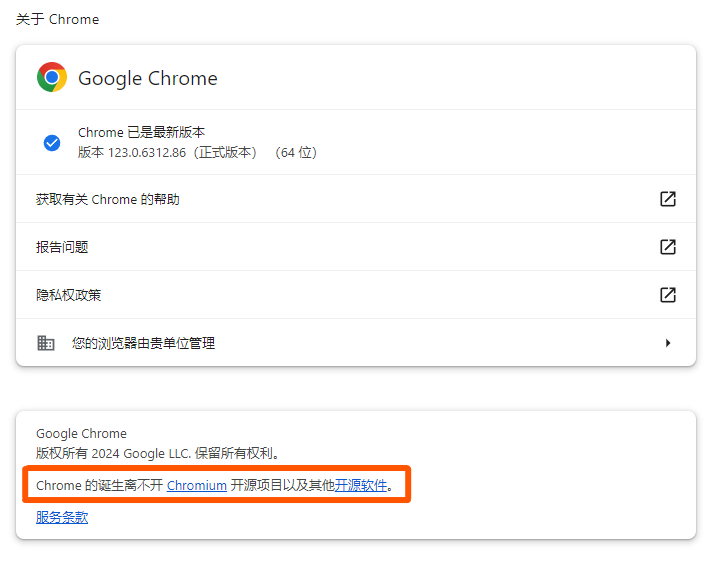 关于 Chrome
Google Chrome
Chrome 已是最新版本
版本 123.0.6312.86（正式版本） （64 位）
获取有关 Chrome 的帮助
报告问题
隐私权政策
您的浏览器由贵单位管理
Google Chrome
版权所有 2024 Google LLC. 保留所有权利。
Chrome 的诞生离不开 Chromium 开源项目以及其他开源软件。
服务条款